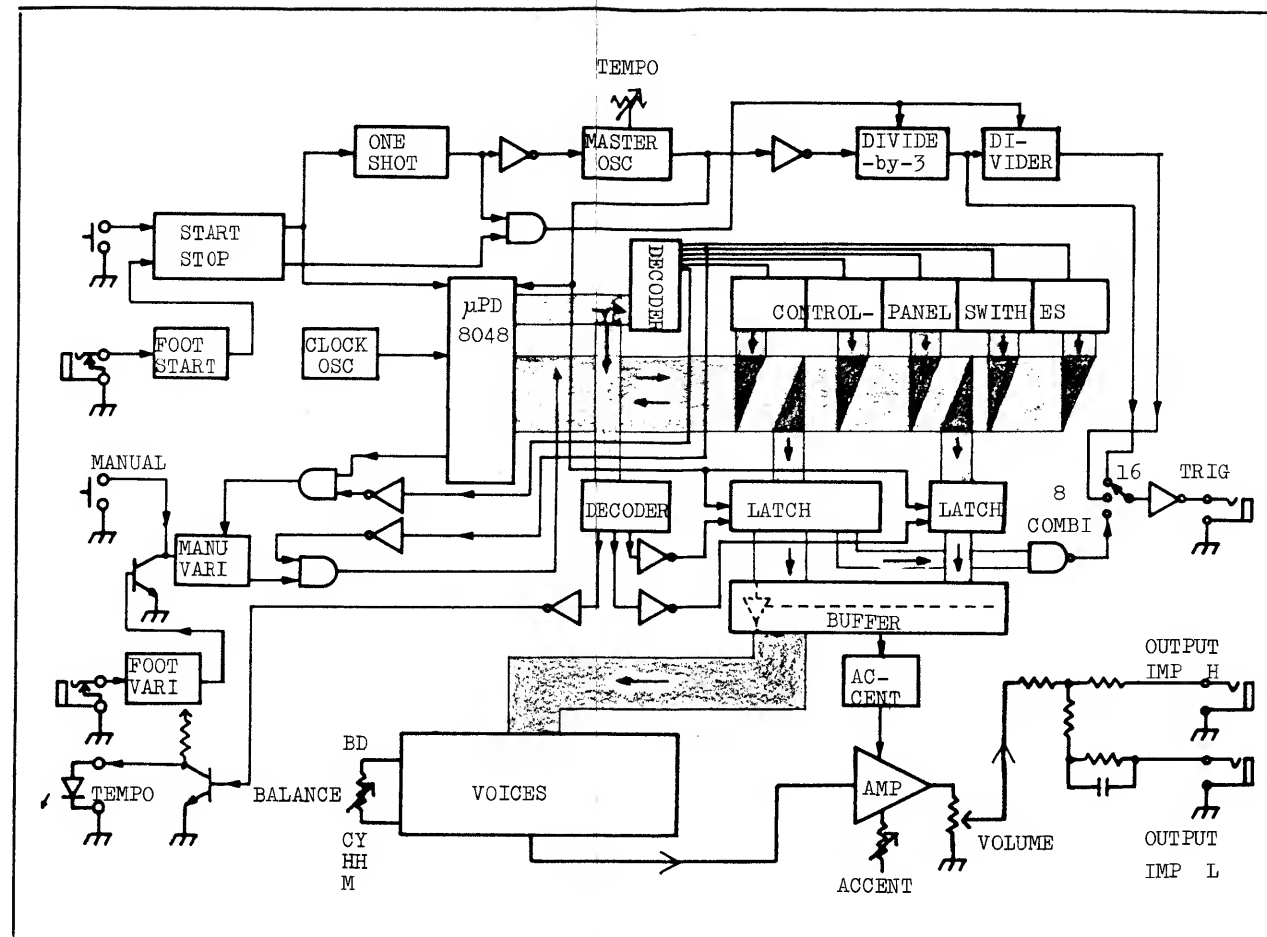 TEMPO
ONE
SHOT
MASTER
OSC
DIVIDE
-by-3
DI-
VIDER
START
STOP
DECODER
µPD
8048
CONTROL- PANEL SWITH ES
FOOT
START
CLOCK
OSC
MANUAL
16
TRIG
8
COMBI
DECODER
LATCH
LATCH
MANU
VARI
BUFFER
FOOT
VARI
AC-
CENT
OUTPUT
IMP H
BD
TEMPO
BALANCE
VOICES
AMP
VOLUME
CY
HH
M
ACCENT
OUTPUT
IMP L